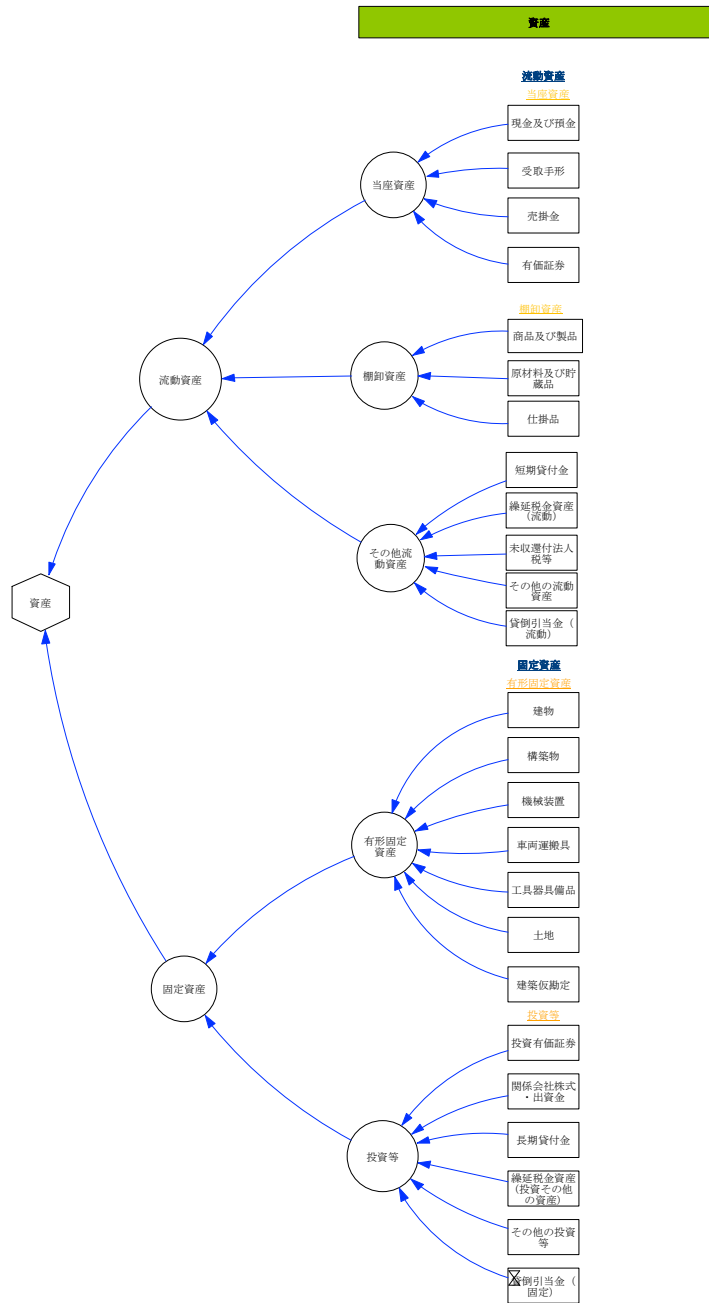 資産
流動資産
当座資産
現金及び預金
受取手形
当座資産
売掛金
有価証券
棚卸資産
商品及び製品
流動資産
棚卸資産
原材料及び貯
蔵品
仕掛品
短期貸付金
繰延税金資産
(流動)
その他流
動資産
未収還付法人
税等
その他の流動
資産
資産
貸倒引当金（
流動）
固定資産
有形固定資産
建物
構築物
機械装置
有形固定
資産
車両運搬具
工具器具備品
土地
固定資産
建築仮勘定
投資等
投資有価証券
関係会社株式
・出資金
長期貸付金
投資等
繰延税金資産
(投資その他
の資産)
その他の投資
等
貸倒引当金（
固定）